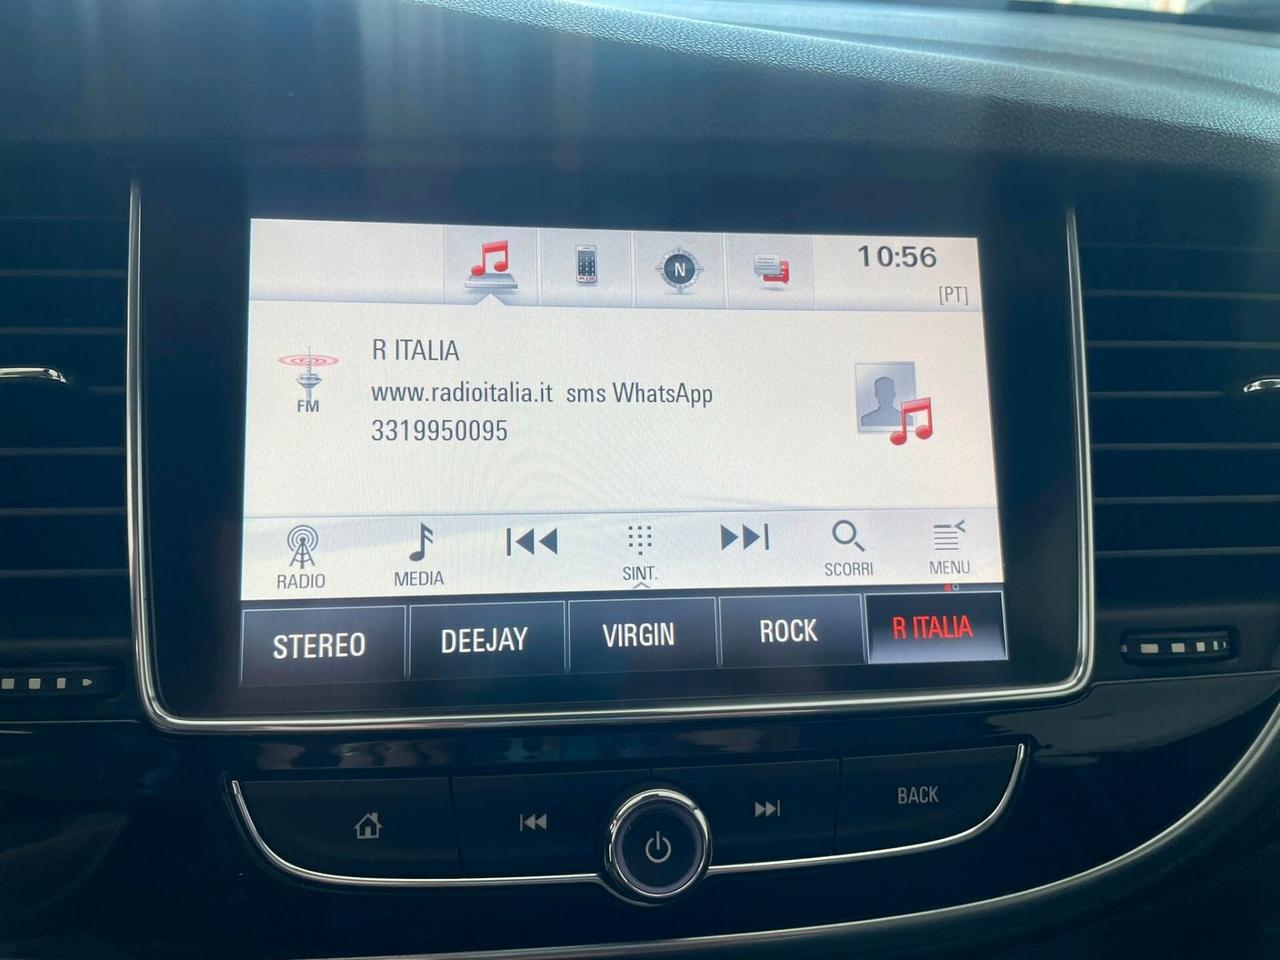 N
10:56
[PT]
R ITALIA
www.radioitalia.it sms WhatsApp
3319950095
FM
RADIO
MEDIA
SINT.
SCORRI
MENU
STEREO
DEEJAY
VIRGIN
ROCK
R ITALIA
BACK